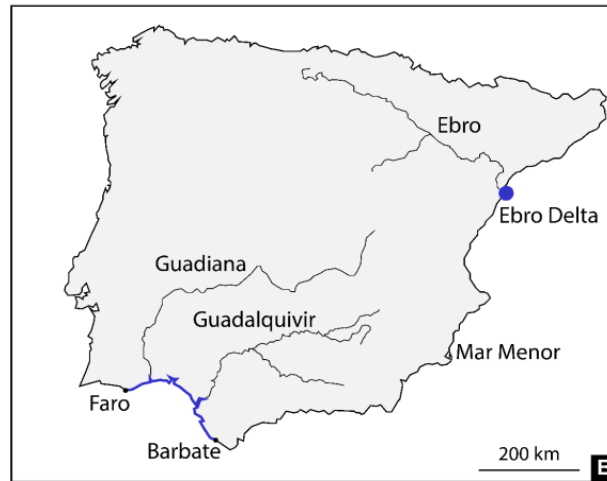 Ebro
Ebro Delta
Guadiana
Guadalquivir
Mar Menor
Faro
Barbate
200 km
E